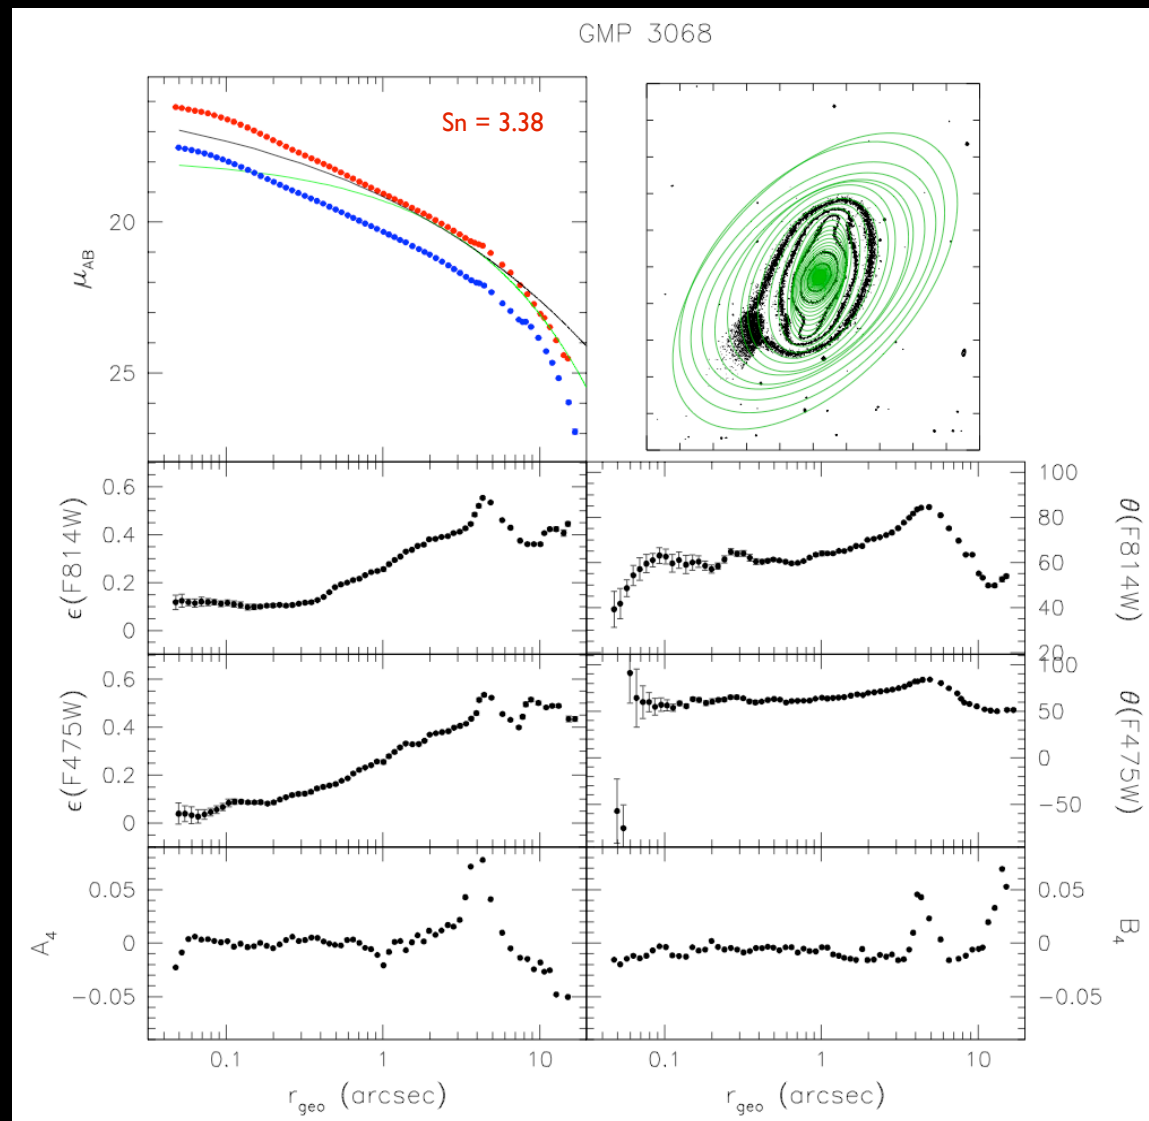 GMP 3068
Sn = 3.38
20
25
μAB
0.6
0.4
0.2
0
ϵ(F814W)
100
80
60
40
20
θ(F814W)
0.6
0.4
0.2
0
ϵ(F475W)
100
50
0
−50
θ(F475W)
0.05
0
−0.05
A4
0.05
0
−0.05
B4
0.1 1 10
0.1 1 10
rgeo (arcsec)
rgeo (arcsec)